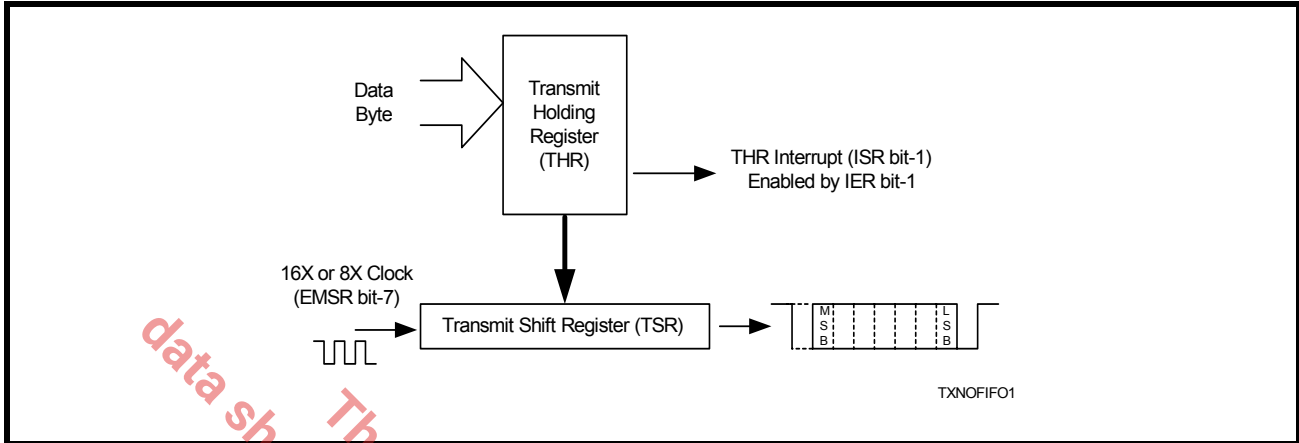 Data
Byte
Transmit
Holding
Register
(THR)
THR Interrupt (ISR bit-1)
Enabled by IER bit-1
16X or 8X Clock
(EMSR bit-7)
Transmit Shift Register (TSR)
M
S
B
L
S
B
TXNOFIFO1
data sh
Th